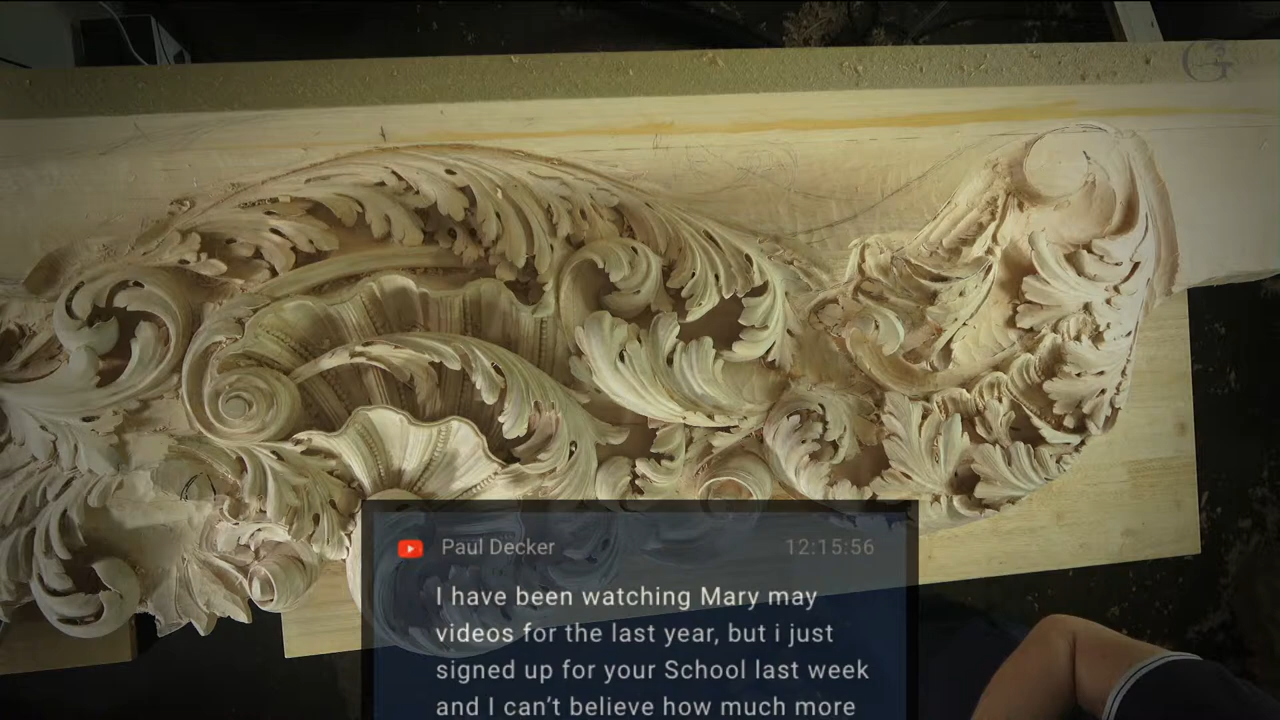 Paul Decker 12:15:56
I have been watching Mary may
videos for the last year, but i just
signed up for your School last week
and I can’t believe how much more